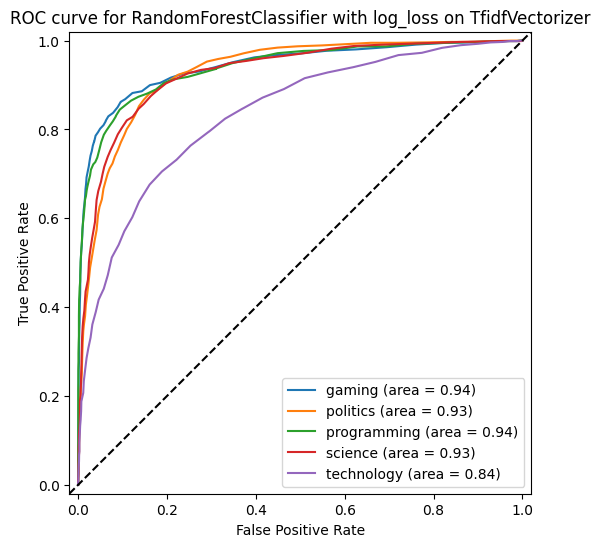 ROC curve for RandomForestClassifier with log_loss on TfidfVectorizer
1.0
0.8
0.6
0.4
0.2
0.0
True Positive Rate
gaming (area = 0.94)
politics (area = 0.93)
programming (area = 0.94)
science (area = 0.93)
technology (area = 0.84)
0.0 0.2 0.4 0.6 0.8 1.0
False Positive Rate